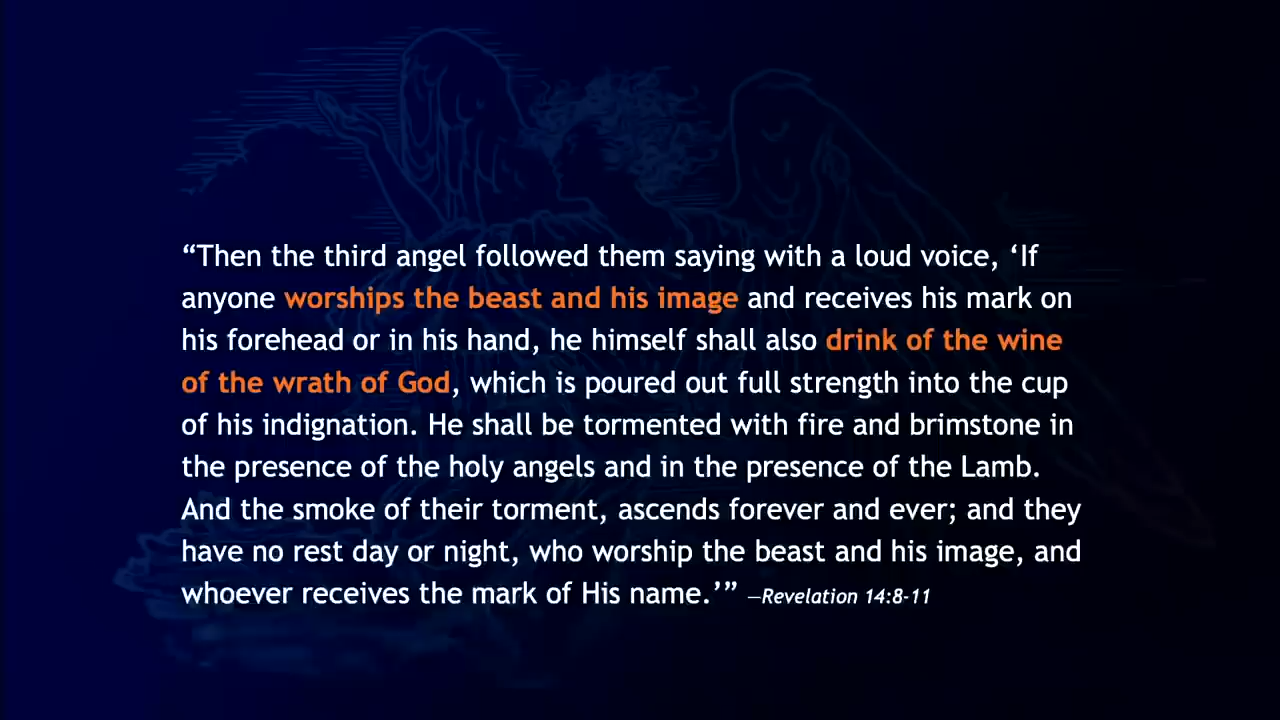 “Then the third angel followed them saying with a loud voice, ‘If
anyone worships the beast and his image and receives his mark on
his forehead or in his hand, he himself shall also drink of the wine
of the wrath of God, which is poured out full strength into the cup
of his indignation. He shall be tormented with fire and brimstone in
the presence of the holy angels and in the presence of the Lamb.
And the smoke of their torment, ascends forever and ever; and they
have no rest day or night, who worship the beast and his image, and
whoever receives the mark of His name.’” —Revelation 14:8-11